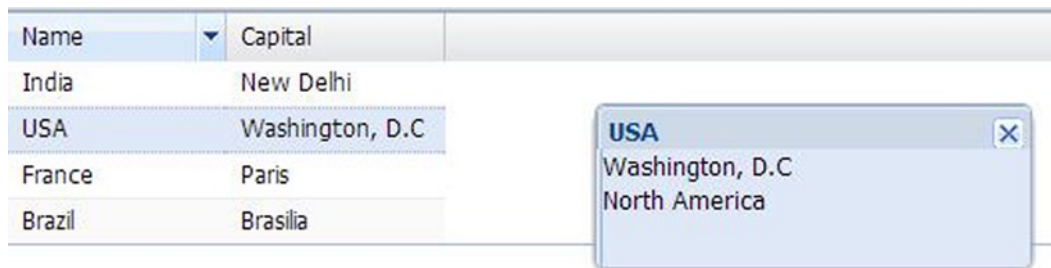 Name Capital
India New Delhi
USA Washington, D.C
France Paris
Brazil Brasilia
USA
Washington, D.C
North America